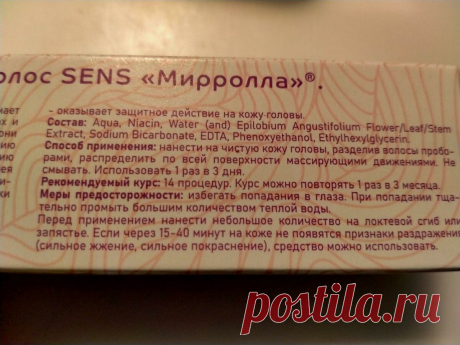 олос SENS «Мирролла»®.
мает
- оказывает защитное действие на кожу головы.
х и
Состав: Aqua, Niacin, Water (and) Epilobium Angustifolium Flower/Leaf/Stem
они
Extract, Sodium Bicarbonate, EDTA, Phenoxyethol, Ethylhexylglycerin.
ию
Способ применения: нанести на чистую кожу головы, разделив волосы пробо-
рами, распределить по всей поверхности массирующими движениями. Не
смывать. Использовать 1 раз в 3 дня.
Рекомендуемый курс: 14 процедур. Курс можно повторять 1 раз в 3 месяца.
Меры предосторожности: избегать попадания в глаза. При попадании тща-
тельно промыть большим количеством теплой воды.
Перед применением нанести небольшое количество на локтевой сгиб или
запястье. Если через 15-40 минут на коже не появятся признаки раздражения
(сильное жжение, сильное покраснение), средство можно использовать.
postila.ru